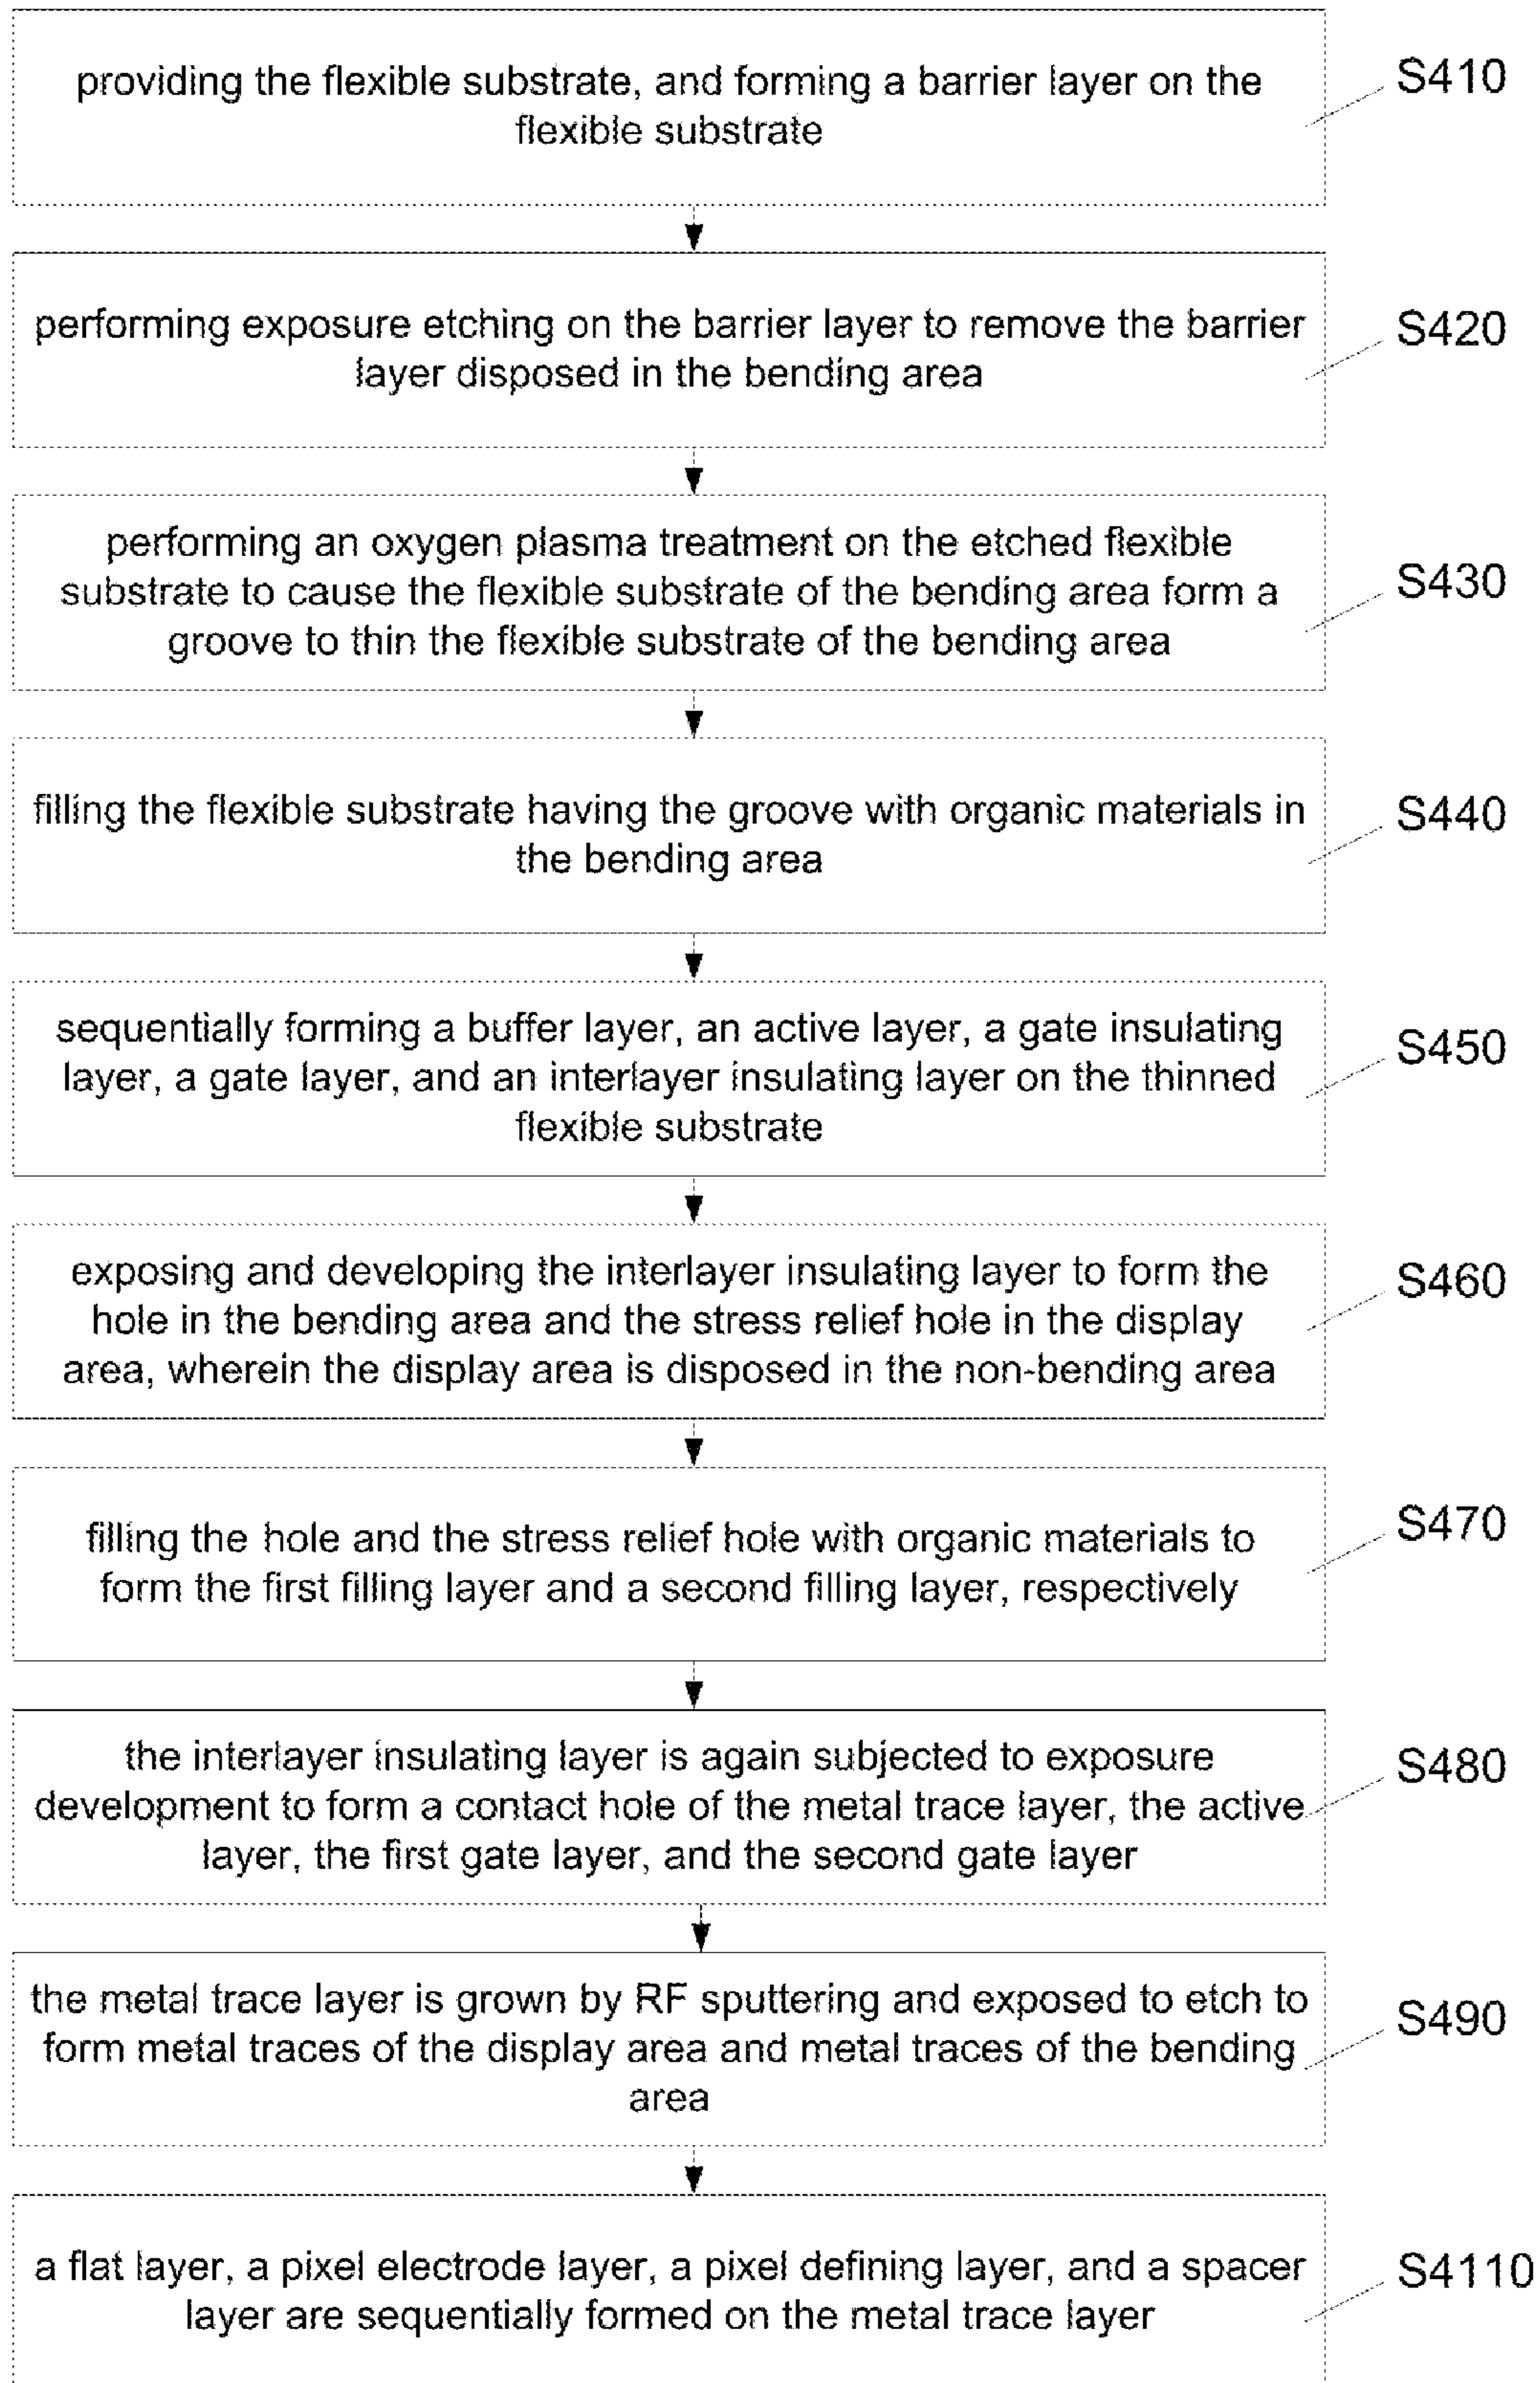 providing the flexible substrate, and forming a barrier layer on the
flexible substrate
S410
performing exposure etching on the barrier layer to remove the barrier
layer disposed in the bending area
S420
performing an oxygen plasma treatment on the etched flexible
substrate to cause the flexible substrate of the bending area form a
groove to thin the flexible substrate of the bending area
S430
filling the flexible substrate having the groove with organic materials in
the bending area
S440
sequentially forming a buffer layer, an active layer, a gate insulating
layer, a gate layer, and an interlayer insulating layer on the thinned
flexible substrate
S450
exposing and developing the interlayer insulating layer to form the
hole in the bending area and the stress relief hole in the display
area, wherein the display area is disposed in the non-bending area
S460
filling the hole and the stress relief hole with organic materials to
form the first filling layer and a second filling layer, respectively
S470
the interlayer insulating layer is again subjected to exposure
development to form a contact hole of the metal trace layer, the active
layer, the first gate layer, and the second gate layer
S480
the metal trace layer is grown by RF sputtering and exposed to etch to
form metal traces of the display area and metal traces of the bending
area
S490
a flat layer, a pixel electrode layer, a pixel defining layer, and a spacer
layer are sequentially formed on the metal trace layer
S4110